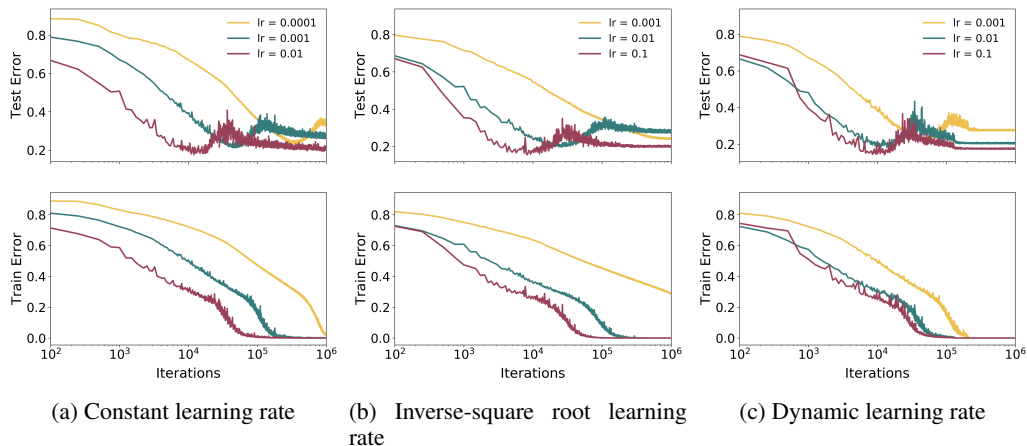 lr = 0.0001
lr = 0.001
lr = 0.01
Test Error
0.8
0.6
0.4
0.2
lr = 0.001
lr = 0.01
lr = 0.1
Test Error
0.8
0.6
0.4
0.2
lr = 0.001
lr = 0.01
lr = 0.1
Test Error
0.8
0.6
0.4
0.2
Train Error
0.8
0.6
0.4
0.2
0.0
10^2 10^3 10^4 10^5 10^6
Iterations
Train Error
0.8
0.6
0.4
0.2
0.0
10^2 10^3 10^4 10^5 10^6
Iterations
Train Error
0.8
0.6
0.4
0.2
0.0
10^2 10^3 10^4 10^5 10^6
Iterations
(a) Constant learning rate
(b) Inverse-square root learning
rate
(c) Dynamic learning rate